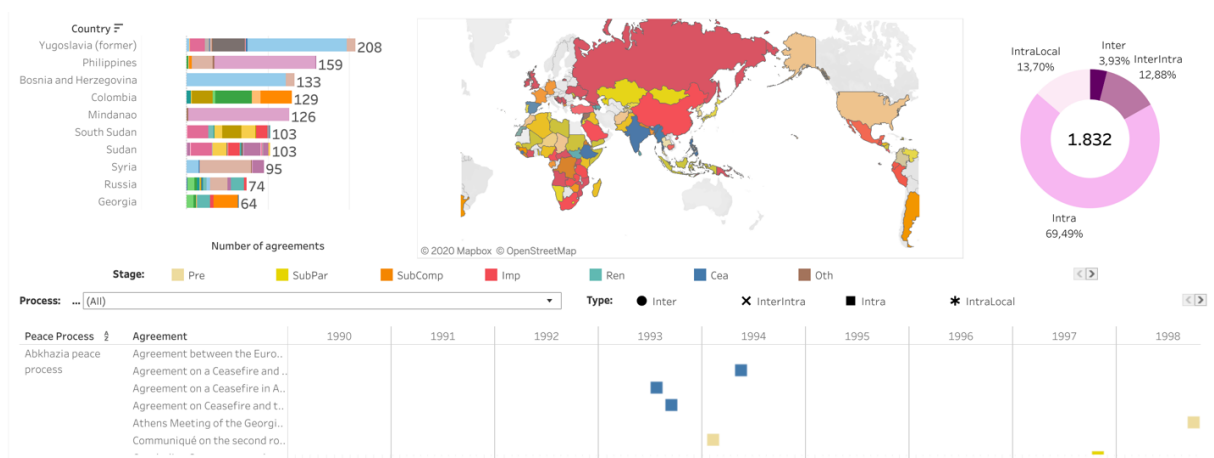 Country
Yugoslavia (former)
208
Philippines
159
Bosnia and Herzegovina
133
Colombia
129
Mindanao
126
South Sudan
103
Sudan
103
Syria
95
Russia
74
Georgia
64
Number of agreements
© 2020 Mapbox © OpenStreetMap
IntraLocal
13,70%
Inter
3,93%
InterIntra
12,88%
1.832
Intra
69,49%
Stage: Pre SubPar SubComp Imp Ren Cea Oth
Process: ... (All) Type: Inter InterIntra Intra IntraLocal
Peace Process Agreement 1990 1991 1992 1993 1994 1995 1996 1997 1998
Abkhazia peace process
Agreement between the Euro..
Agreement on a Ceasefire and ..
Agreement on a Ceasefire in A..
Agreement on Ceasefire and t..
Athens Meeting of the Georgi..
Communiqué on the second ro..